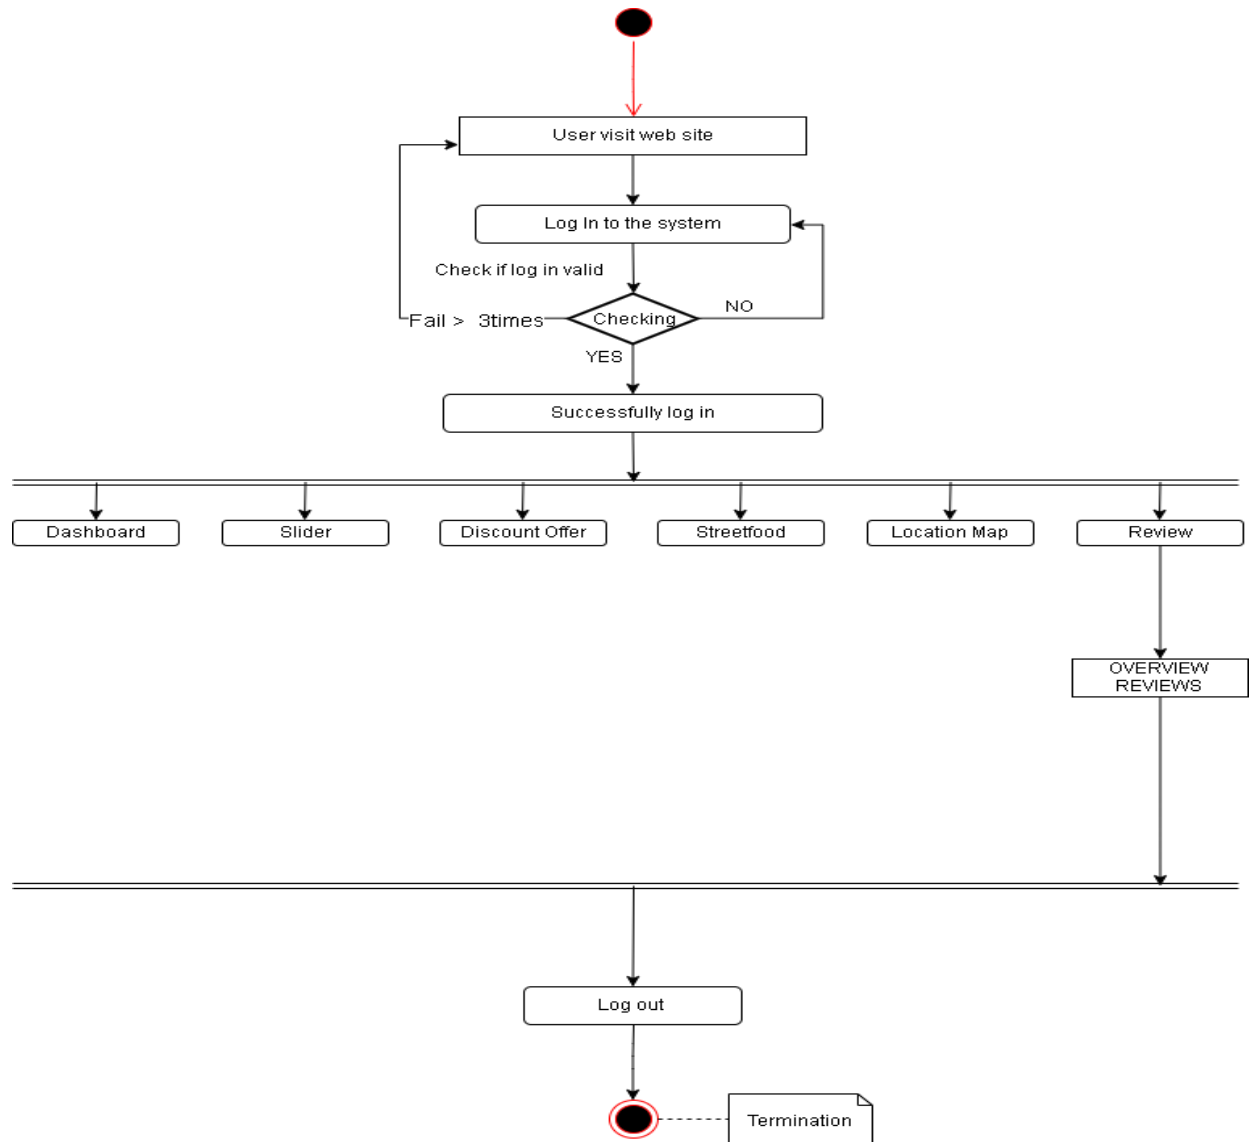 User visit web site
Log In to the system
Check if log in valid
NO
Fail > 3times
Checking
YES
Successfully log in
Dashboard
Slider
Discount Offer
Streetfood
Location Map
Review
OVERVIEW
REVIEWS
Log out
Termination